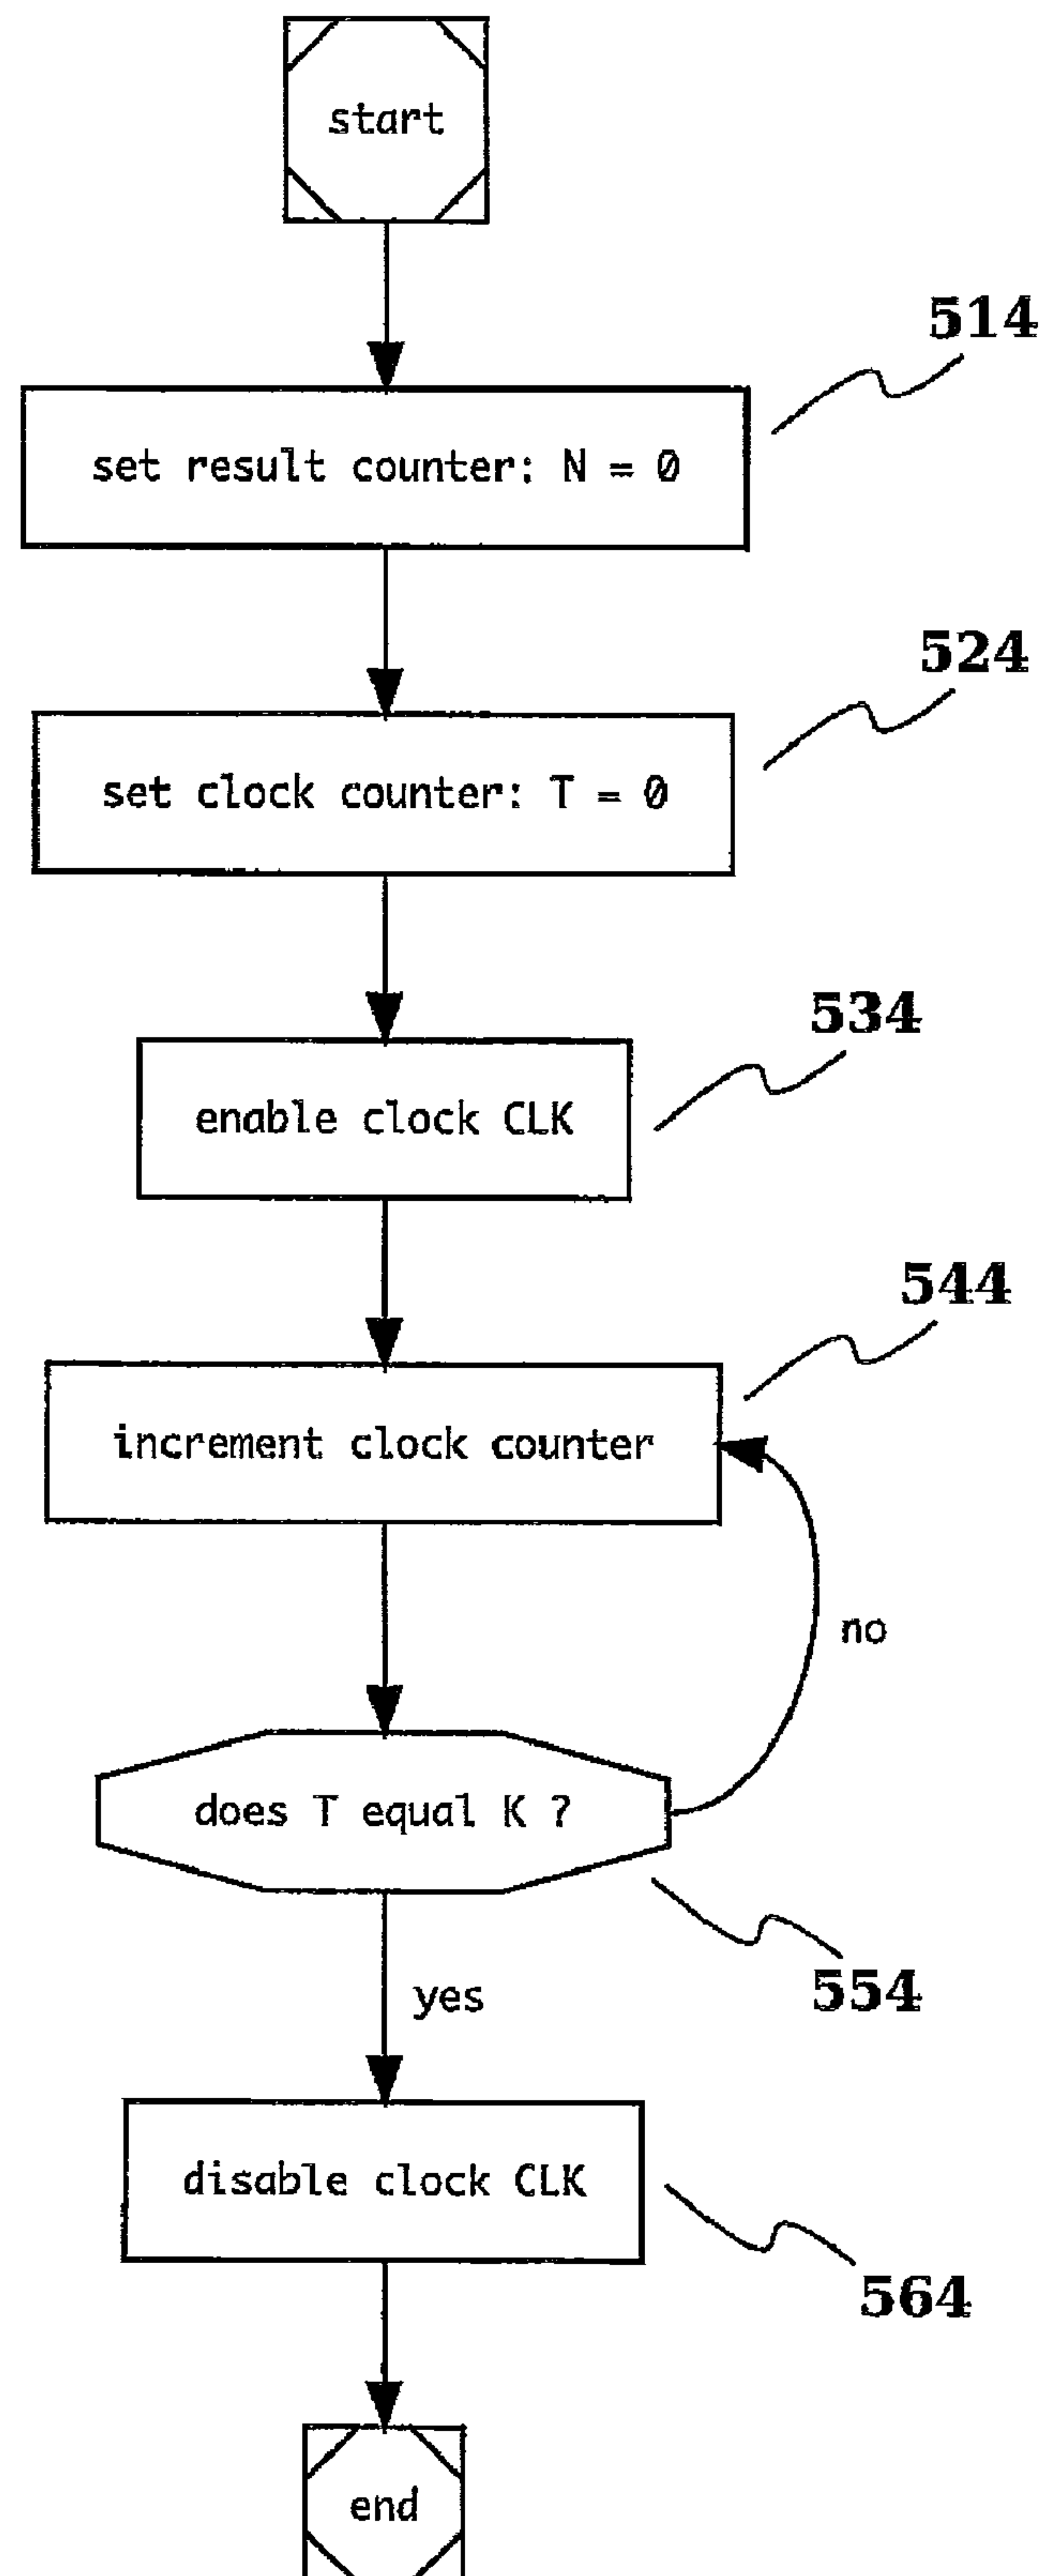 start
514
set result counter: N = 0
524
set clock counter: T = 0
534
enable clock CLK
544
increment clock counter
no
does T equal K ?
554
yes
disable clock CLK
564
end